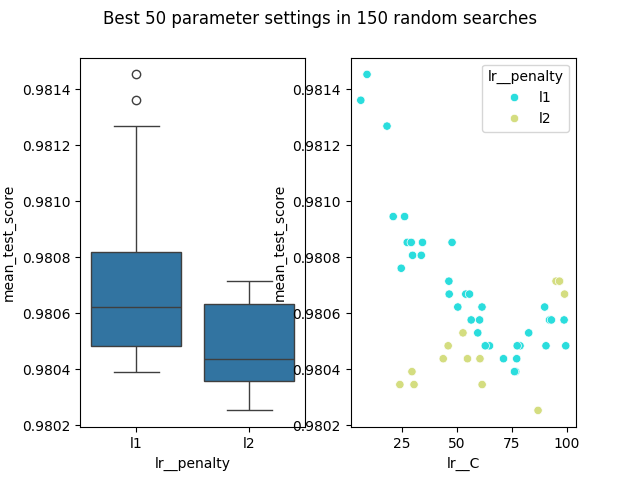 Best 50 parameter settings in 150 random searches
mean_test_score
0.9814
0.9812
0.9810
0.9808
0.9806
0.9804
0.9802
l1
l2
lr__penalty
mean_test_score
0.9814
0.9812
0.9810
0.9808
0.9806
0.9804
0.9802
lr__penalty
l1
l2
25
50
75
100
lr__C